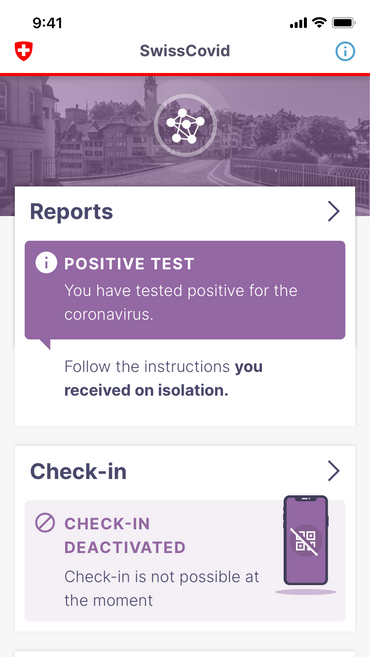 9:41
SwissCovid
Reports
POSITIVE TEST
You have tested positive for the
coronavirus.
Follow the instructions you
received on isolation.
Check-in
CHECK-IN
DEACTIVATED
Check-in is not possible at
the moment